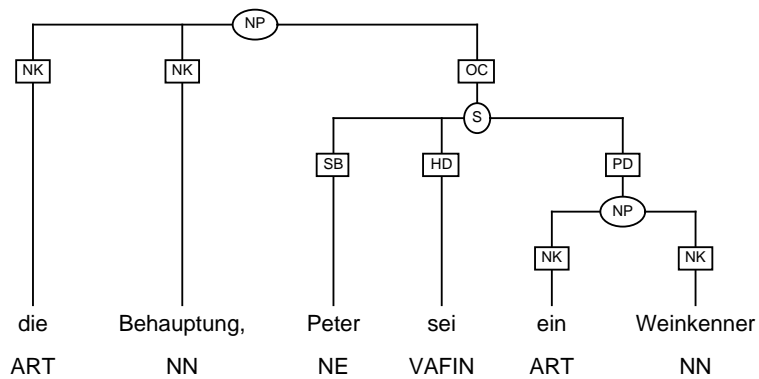 NP
NK NK OC
S
SB HD PD
NP
NK NK
die Behauptung, Peter sei ein Weinkenner
ART NN NE VAFIN ART NN